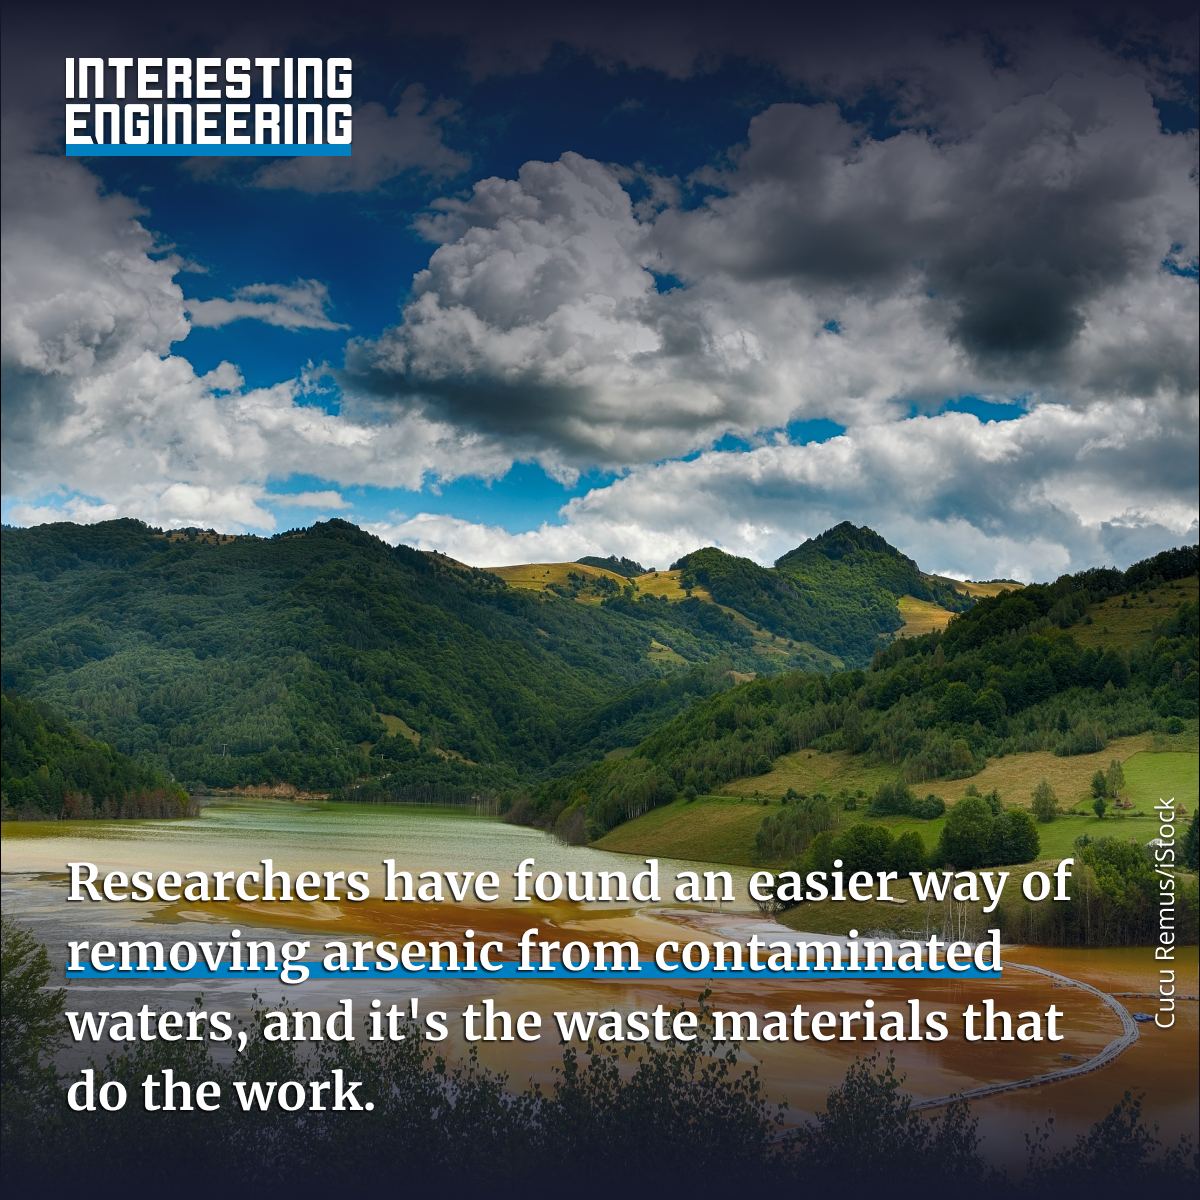 INTERESTING
ENGINEERING
Researchers have found an easier way of
removing arsenic from contaminated
waters, and it's the waste materials that
do the work.
Cucu Remus/iStock